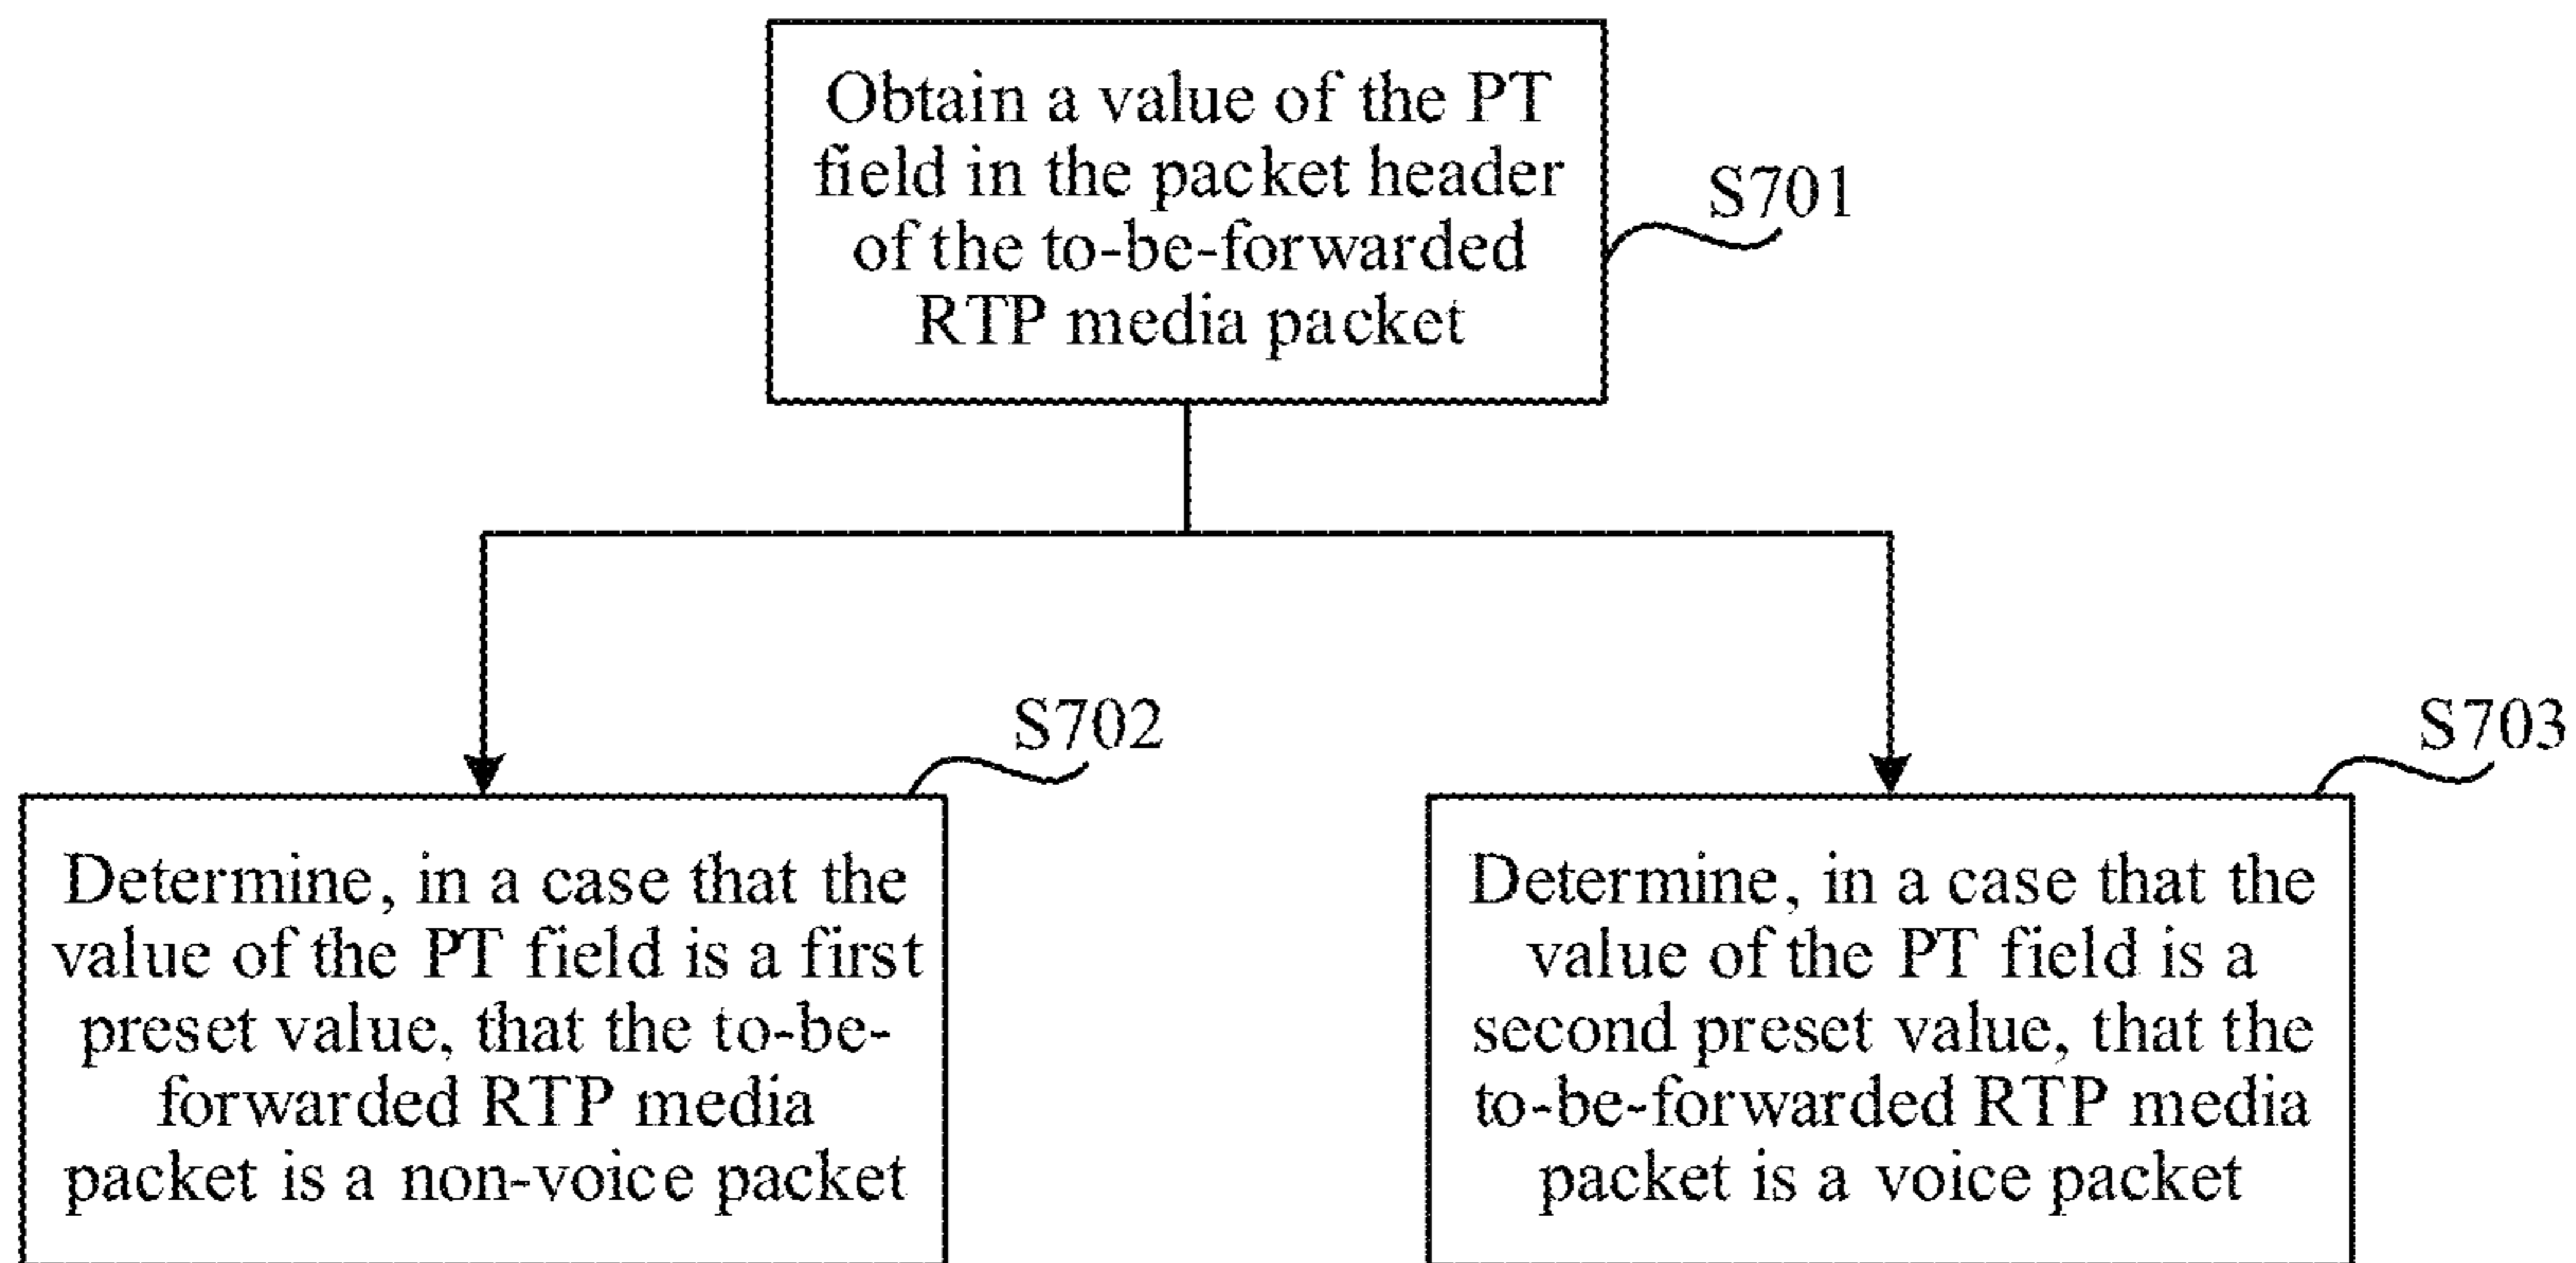 Obtain a value of the PT
field in the packet header
of the to-be-forwarded
RTP media packet
S701
S702
Determine, in a case that the
value of the PT field is a first
preset value, that the to-be-
forwarded RTP media
packet is a non-voice packet
S703
Determine, in a case that the
value of the PT field is a
second preset value, that the
to-be-forwarded RTP media
packet is a voice packet